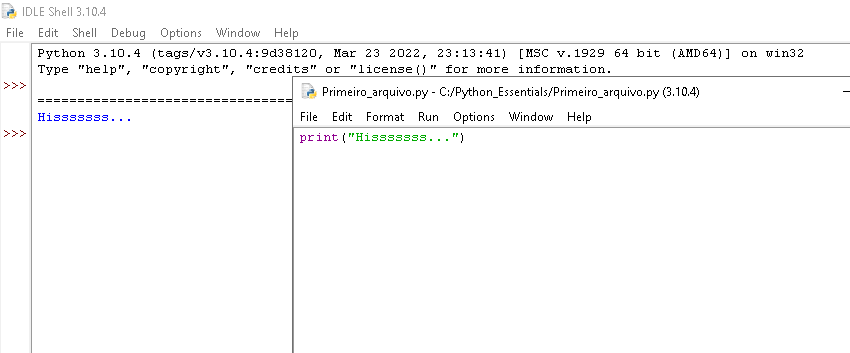 IDLE Shell 3.10.4
File Edit Shell Debug Options Window Help
Python 3.10.4 (tags/v3.10.4:9d38120, Mar 23 2022, 23:13:41) [MSC v.1929 64 bit (AMD64)] on win32
Type "help", "copyright", "credits" or "license()" for more information.
>>>
================================
Hisssssss...
>>>
Primeiro_arquivo.py - C:/Python_Essentials/Primeiro_arquivo.py (3.10.4)
File Edit Format Run Options Window Help
print("Hisssssss...")